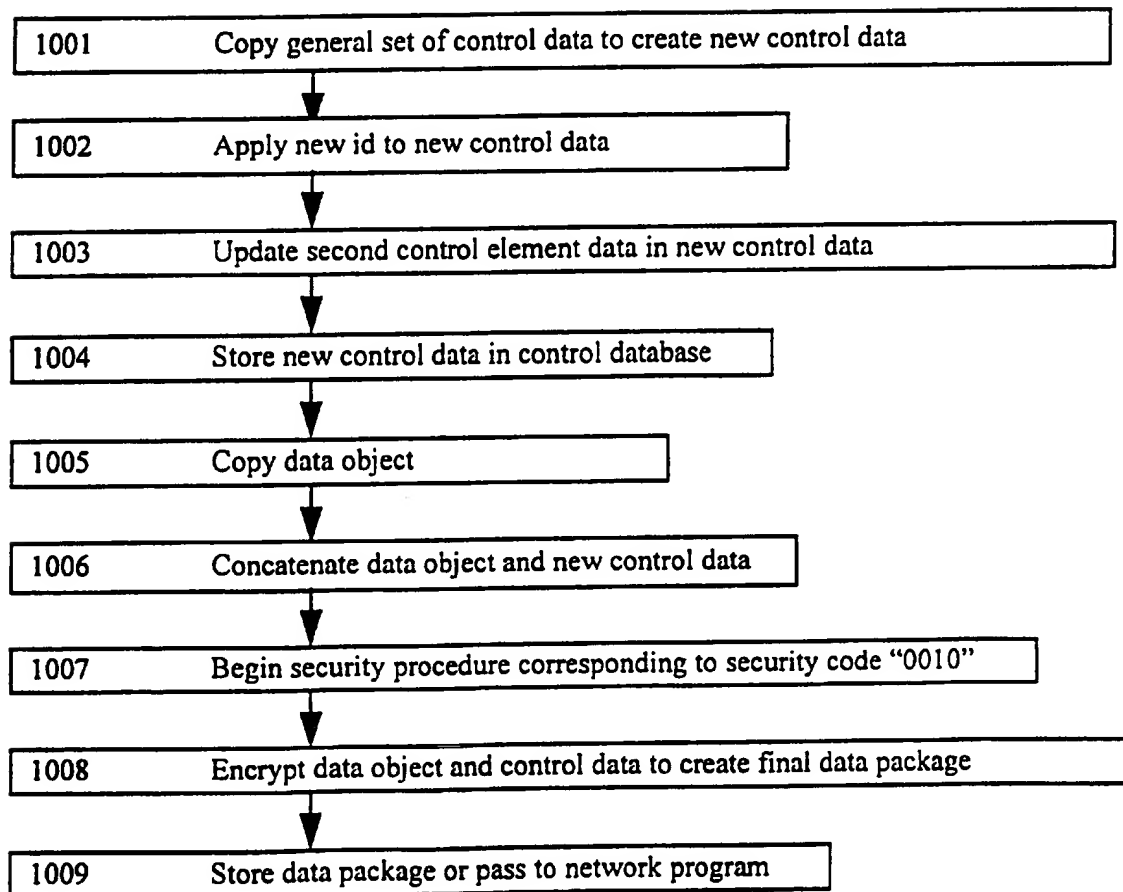 1001 Copy general set of control data to create new control data
1002 Apply new id to new control data
1003 Update second control element data in new control data
1004 Store new control data in control database
1005 Copy data object
1006 Concatenate data object and new control data
1007 Begin security procedure corresponding to security code “0010”
1008 Encrypt data object and control data to create final data package
1009 Store data package or pass to network program